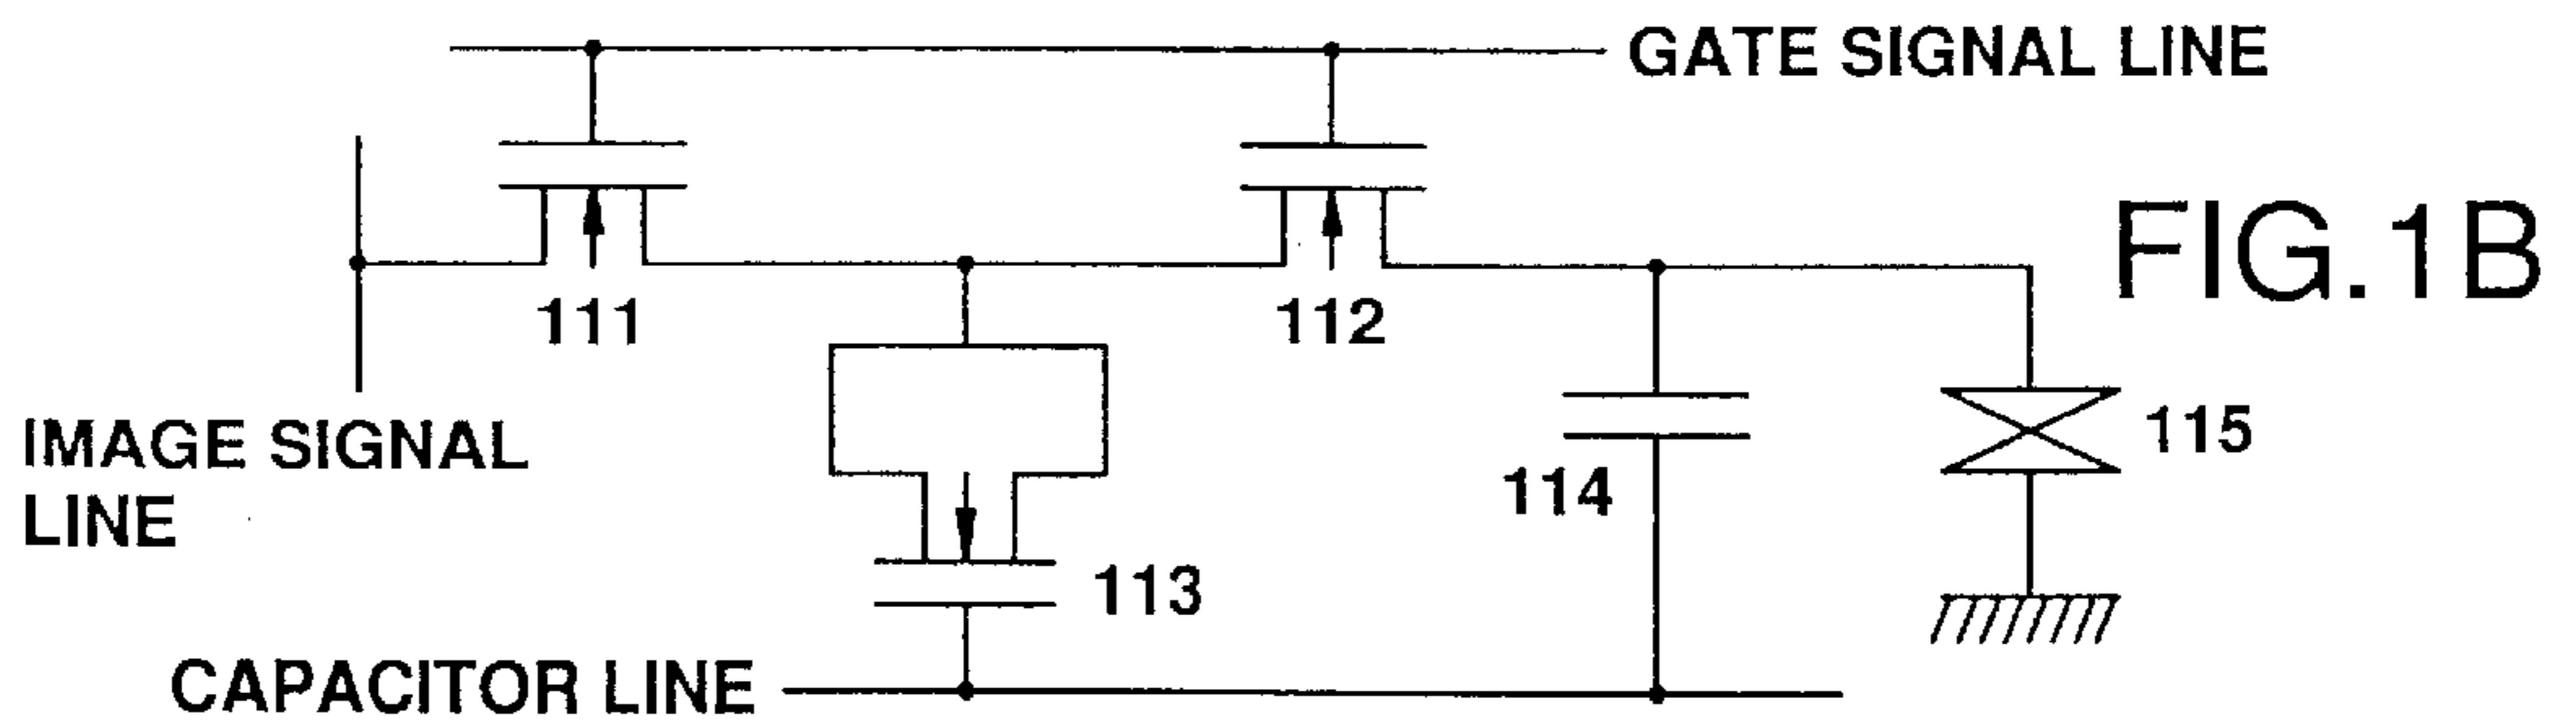 GATE SIGNAL LINE
FIG.1B
111
112
IMAGE SIGNAL
LINE
115
114
113
CAPACITOR LINE